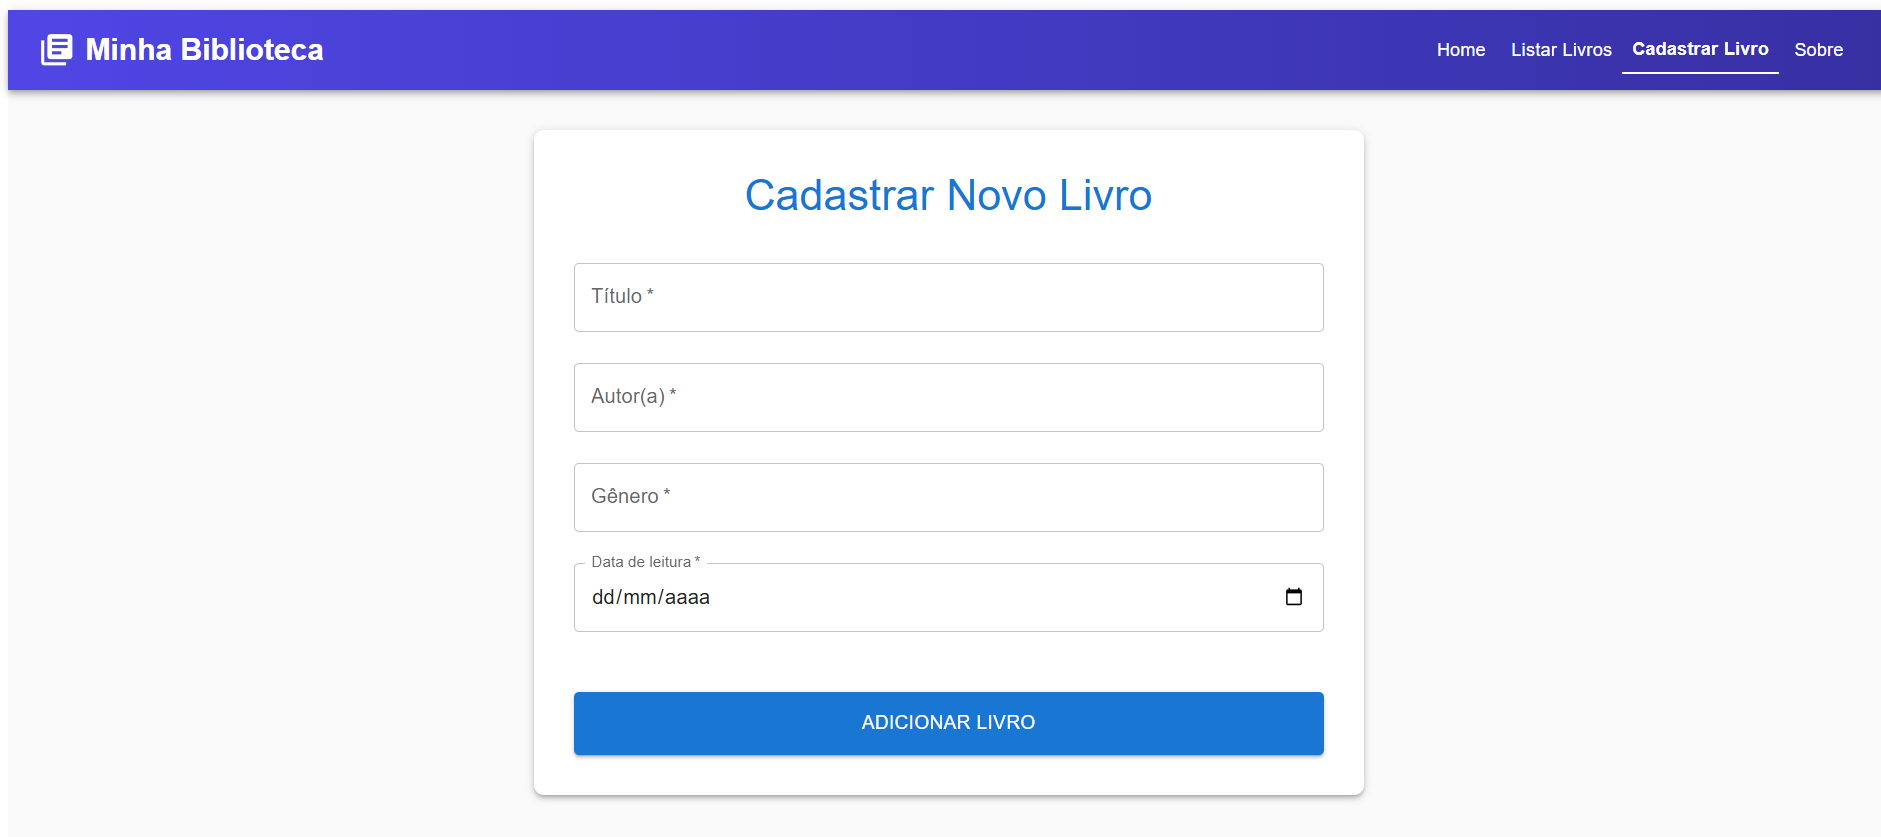 Minha Biblioteca
Home Listar Livros Cadastrar Livro Sobre
Cadastrar Novo Livro
Título *
Autor(a) *
Gênero *
Data de leitura *
dd/mm/aaaa
ADICIONAR LIVRO